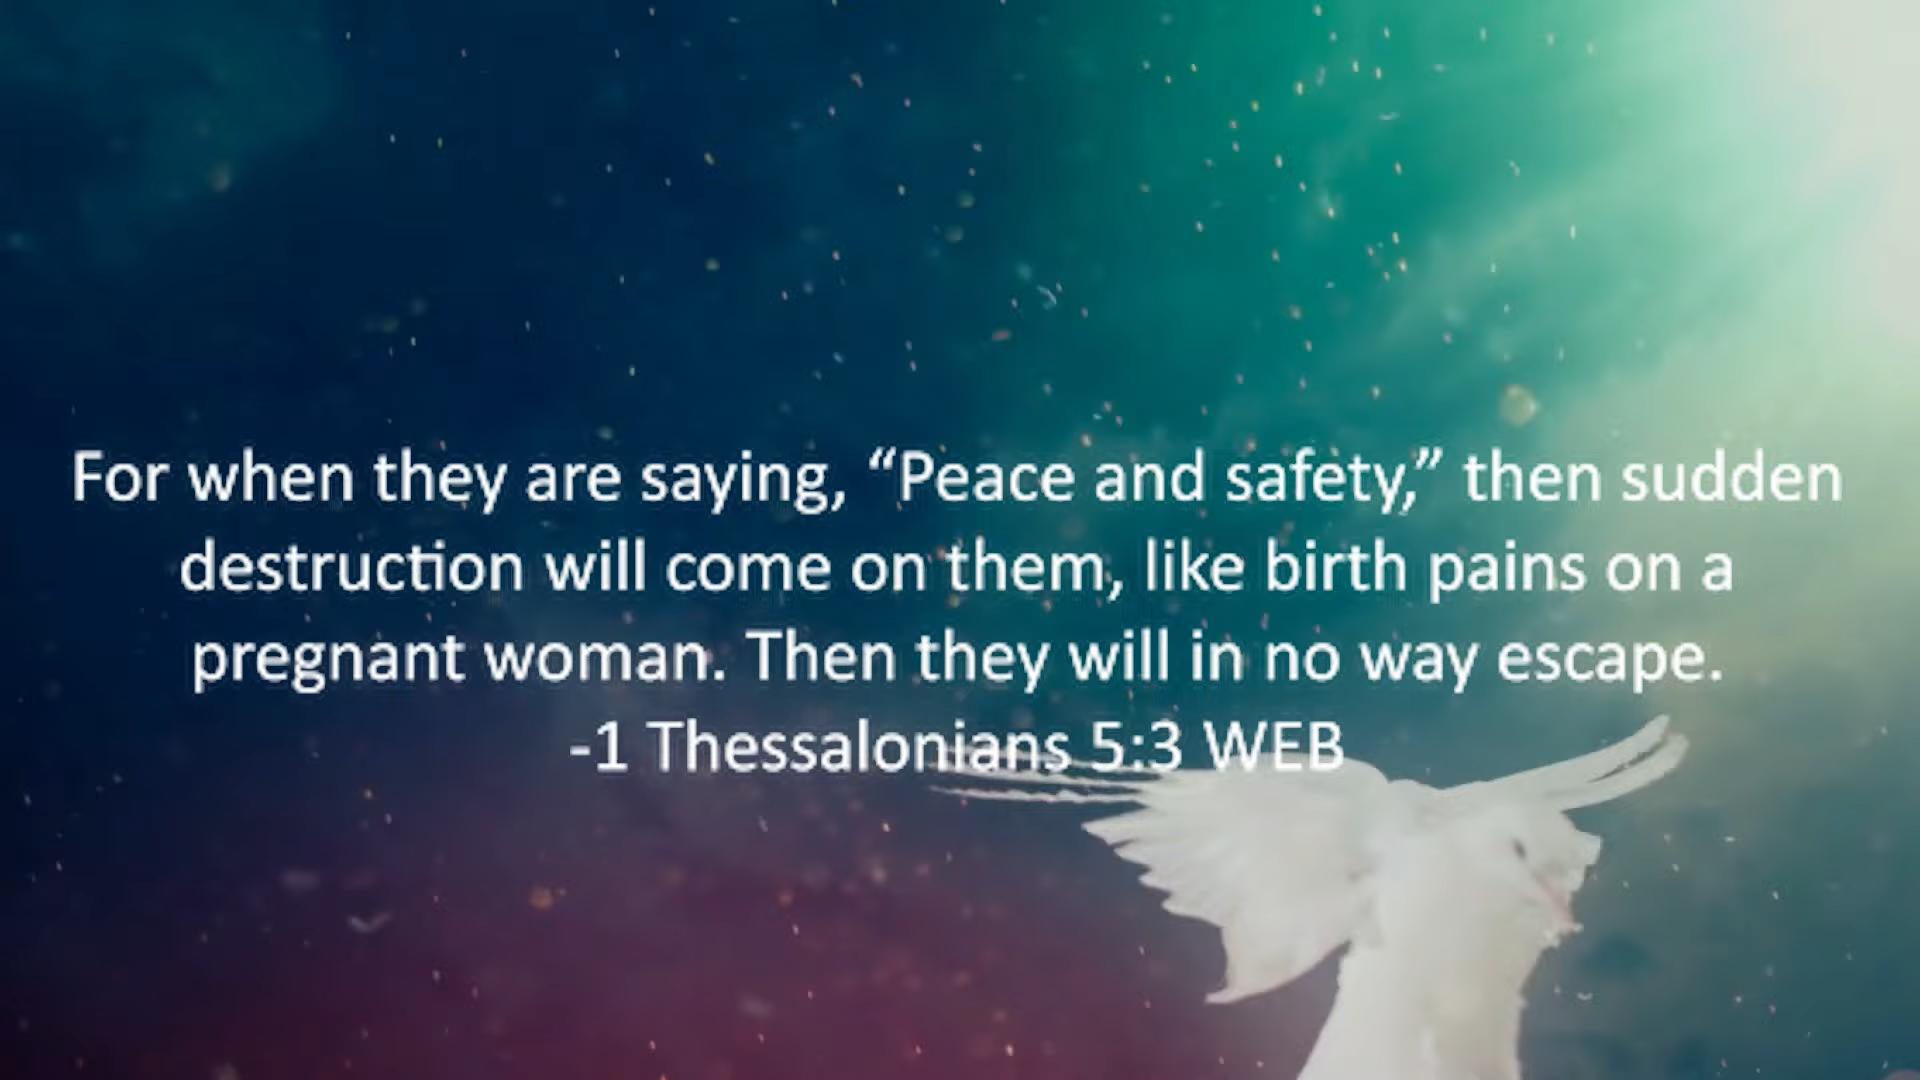 For when they are saying, “Peace and safety,” then sudden
destruction will come on them, like birth pains on a
pregnant woman. Then they will in no way escape.
-1 Thessalonians 5:3 WEB